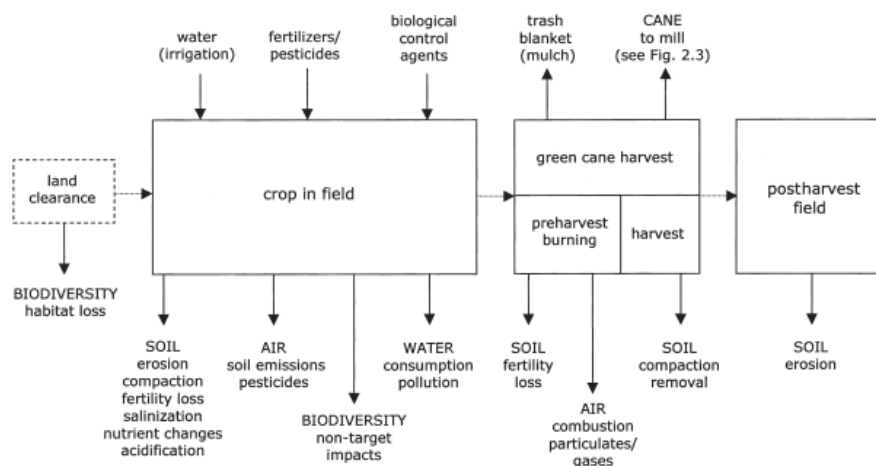 water
(irrigation)
fertilizers/
pesticides
biological
control
agents
trash
blanket
(mulch)
CANE
to mill
(see Fig. 2.3)
land
clearance
crop in field
green cane harvest
preharvest
burning
harvest
postharvest
field
BIODIVERSITY
habitat loss
SOIL
erosion
compaction
fertility loss
salinization
nutrient changes
acidification
AIR
soil emissions
pesticides
BIODIVERSITY
non-target
impacts
WATER
consumption
pollution
SOIL
fertility
loss
AIR
combustion
particulates/
gases
SOIL
compaction
removal
SOIL
erosion